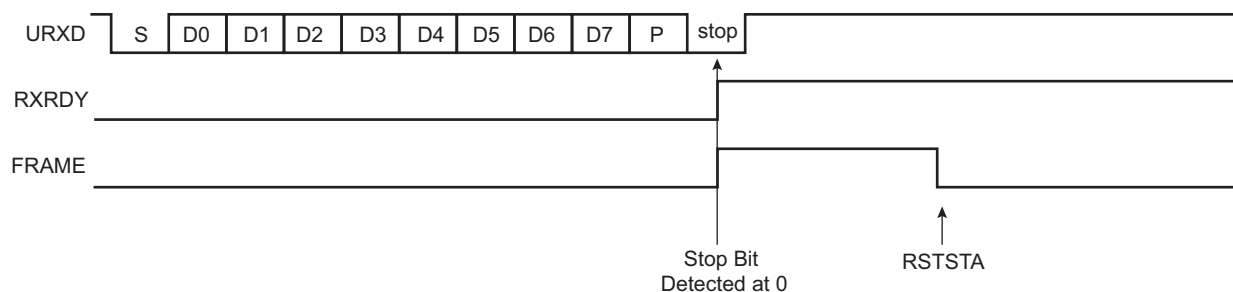 URXD S D0 D1 D2 D3 D4 D5 D6 D7 P stop
RXRDY
FRAME
Stop Bit
Detected at 0
RSTSTA